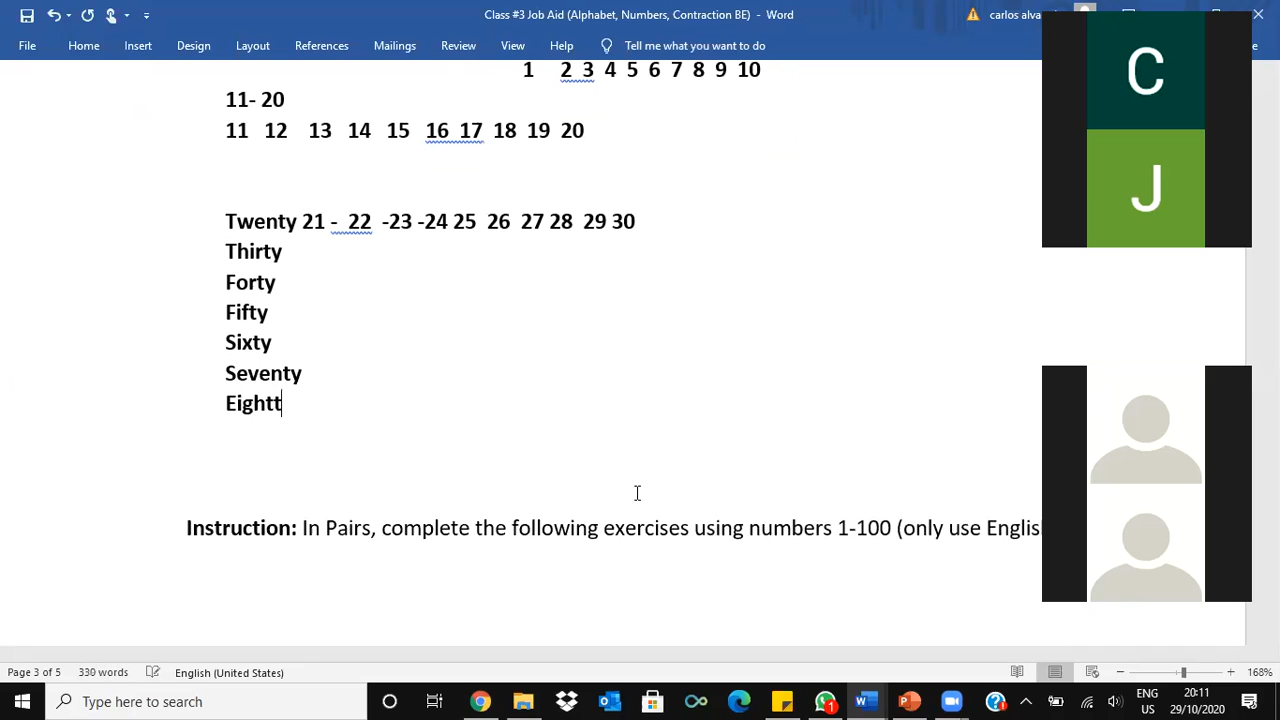 Class #3 Job Aid (Alphabet, Numbers, Contraction BE) - Word
carlos alva
File Home Insert Design Layout References Mailings Review View Help Tell me what you want to do
1 2 3 4 5 6 7 8 9 10
11- 20
11 12 13 14 15 16 17 18 19 20
Twenty 21 - 22 -23 -24 25 26 27 28 29 30
Thirty
Forty
Fifty
Sixty
Seventy
Eightt
Instruction: In Pairs, complete the following exercises using numbers 1-100 (only use Englis
C
J
Page 3 of 5 330 words English (United States) 168%
Type here to search
1
ENG
US
20:11
29/10/2020